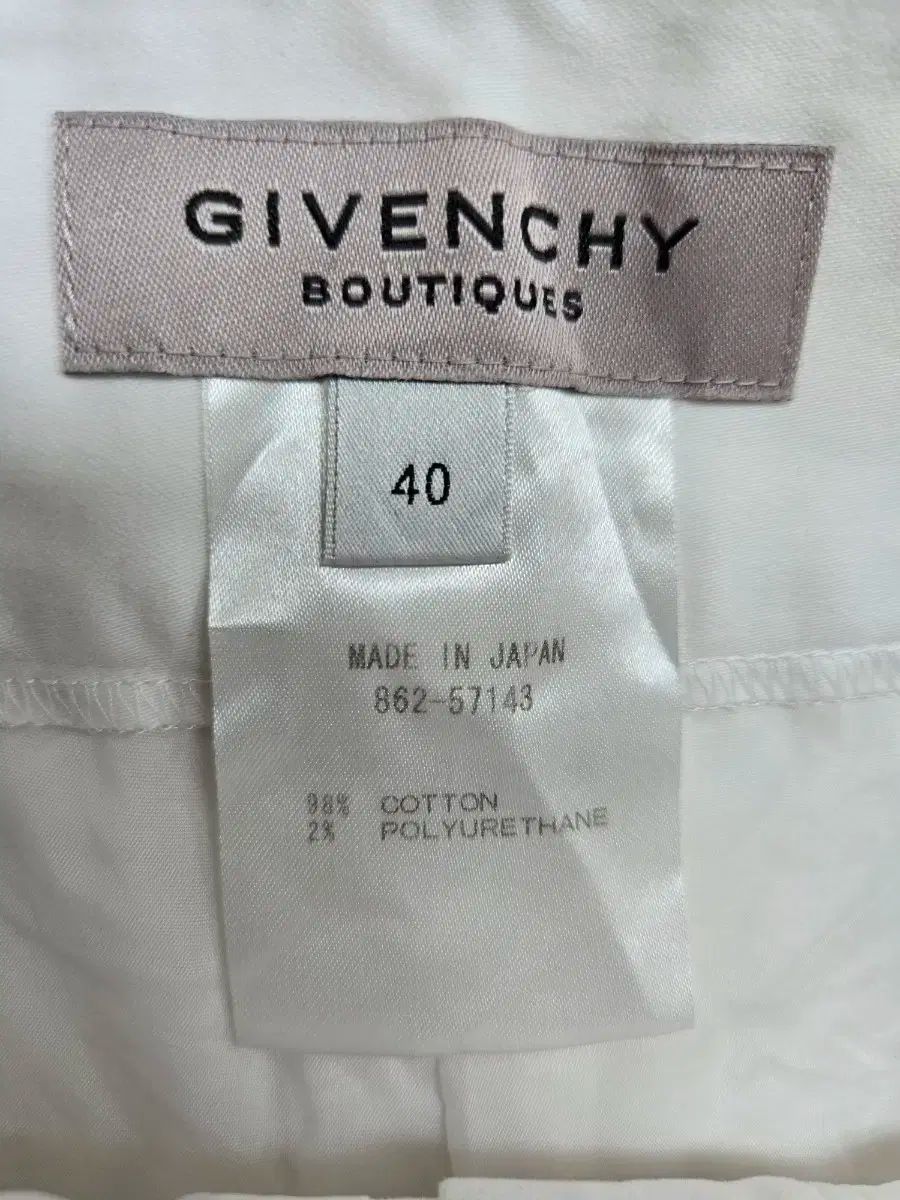 GIVENCHY
BOUTIQUES
40
MADE IN JAPAN
862-57143
98% COTTON
2% POLYURETHANE